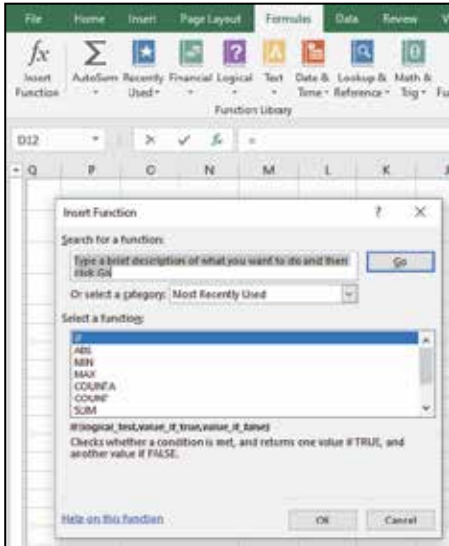 File Home Insert Page Layout Formulas Data Review V
fx Σ ? A θ
Insert AutoSum Recently Financial Logical Text Date & Lookup & Math &
Function Used Time Reference Trig Fu
Function Library
D12 fx =
Q P O N M L K J
Insert Function ? ×
Search for a function:
Type a brief description of what you want to do and then
click Go
Go
Or select a category: Most Recently Used
Select a function:
IF
ABS
MIN
MAX
COUNTA
COUNT
SUM
IF(logical_test,value_if_true,value_if_false)
Checks whether a condition is met, and returns one value if TRUE, and
another value if FALSE.
Help on this function
OK Cancel